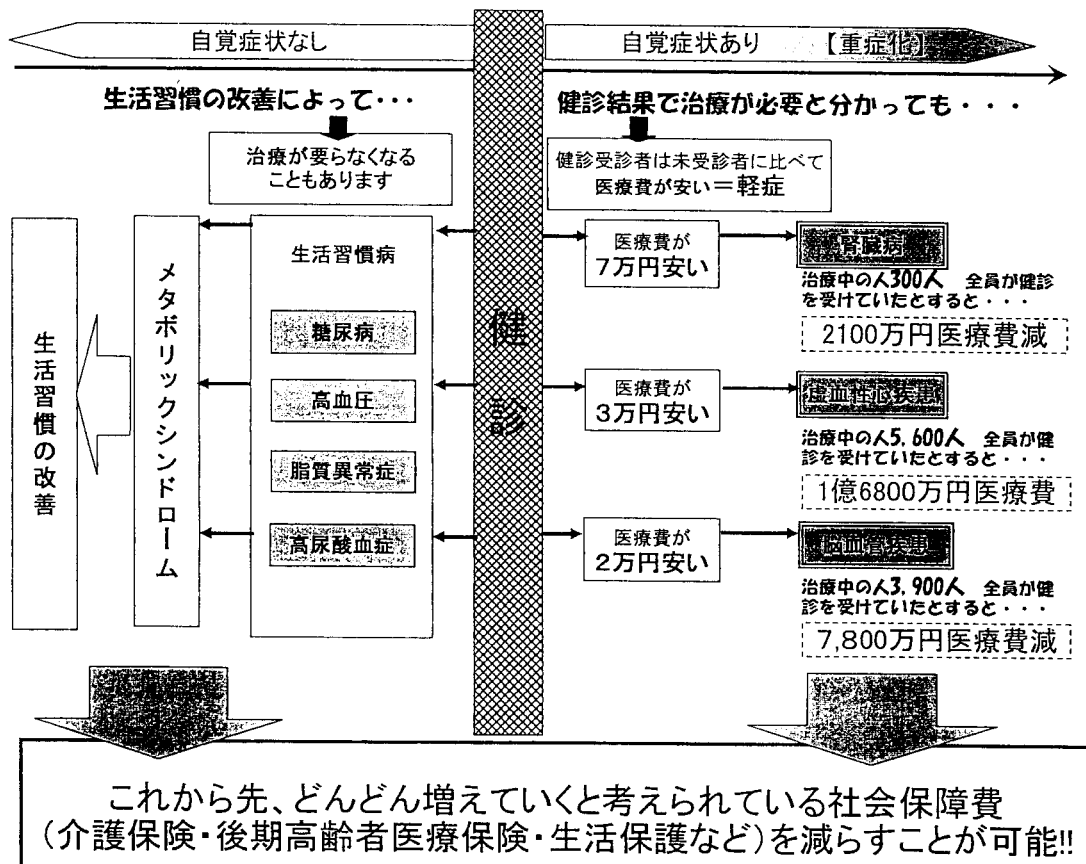 自覚症状なし
自覚症状あり 【重症化】
生活習慣の改善によって・・・
健診結果で治療が必要と分かっても・・・
治療が要らなくなる
こともあります
健診受診者は未受診者に比べて
医療費が安い＝軽症
生活習慣の改善
メタボリックシンドローム
生活習慣病
糖尿病
高血圧
脂質異常症
高尿酸血症
健診
医療費が
7万円安い
腎臓病
治療中の人300人 全員が健診
を受けていたとすると・・・
2100万円医療費減
医療費が
3万円安い
虚血性心疾患
治療中の人5,600人 全員が健
診を受けていたとすると・・・
1億6800万円医療費
医療費が
2万円安い
脳血管疾患
治療中の人3,900人 全員が健
診を受けていたとすると・・・
7,800万円医療費減
これから先、どんどん増えていくと考えられている社会保障費
(介護保険・後期高齢者医療保険・生活保護など)を減らすことが可能!!